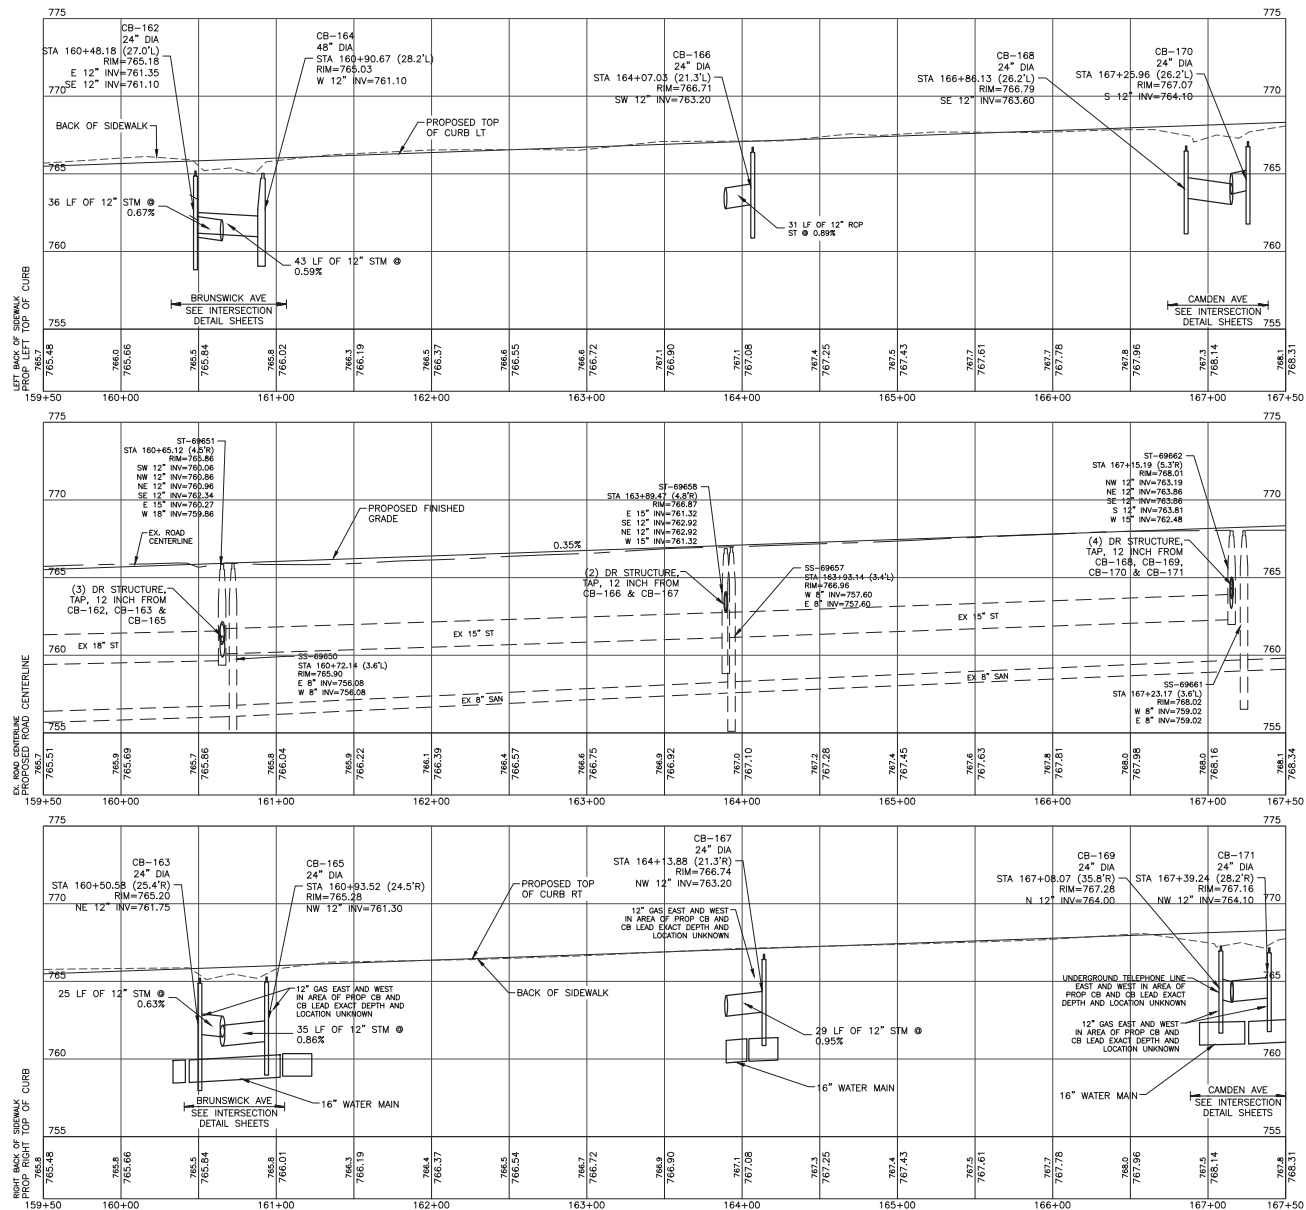 775
775
CB-162
24" DIA
STA 160+48.18 (27.0'L)
RIM=765.18
E 12" INV=761.35
SE 12" INV=761.10
CB-164
48" DIA
STA 160+90.67 (28.2'L)
RIM=765.03
W 12" INV=761.10
CB-166
24" DIA
STA 164+07.03 (21.3'L)
RIM=766.71
SW 12" INV=763.20
CB-168
24" DIA
STA 166+86.13 (26.2'L)
RIM=766.79
SE 12" INV=763.60
CB-170
24" DIA
STA 167+25.96 (26.2'L)
RIM=767.07
S 12" INV=764.10
770
770
BACK OF SIDEWALK
PROPOSED TOP
OF CURB LT
765
765
36 LF OF 12" STM @
0.67%
31 LF OF 12" RCP
ST @ 0.89%
43 LF OF 12" STM @
0.59%
760
760
BRUNSWICK AVE
SEE INTERSECTION
DETAIL SHEETS
CAMDEN AVE
SEE INTERSECTION
DETAIL SHEETS
755
755
LEFT BACK OF SIDEWALK
PROP LEFT TOP OF CURB
765.7 766.0 765.5 765.8 766.3 766.5 766.6 766.7 767.1 767.1 767.4 767.5 767.7 767.7 767.8 767.3 768.1
765.48 765.66 765.84 766.02 766.19 766.37 766.55 766.72 766.90 767.08 767.25 767.43 767.61 767.78 767.96 768.14 768.31
159+50 160+00 161+00 162+00 163+00 164+00 165+00 166+00 167+00 167+50
775
775
ST-69651
STA 160+65.12 (4.5'R)
RIM=765.86
SW 12" INV=760.06
NW 12" INV=760.86
NE 12" INV=760.96
SE 12" INV=762.34
E 15" INV=760.27
W 18" INV=759.86
ST-69658
STA 163+89.47 (4.8'R)
RIM=766.87
E 15" INV=761.32
SE 12" INV=762.92
NE 12" INV=762.92
W 15" INV=761.32
ST-69662
STA 167+15.19 (5.3'R)
RIM=768.01
NW 12" INV=763.19
NE 12" INV=763.86
SE 12" INV=763.86
S 12" INV=763.81
W 15" INV=762.48
770
770
PROPOSED FINISHED
GRADE
EX. ROAD
CENTERLINE
0.35%
765
765
(3) DR STRUCTURE,
TAP, 12 INCH FROM
CB-162, CB-163 &
CB-165
(2) DR STRUCTURE,
TAP, 12 INCH FROM
CB-166 & CB-167
SS-69657
STA 163+93.14 (3.4'L)
RIM=766.96
W 8" INV=757.60
E 8" INV=757.60
(4) DR STRUCTURE,
TAP, 12 INCH FROM
CB-168, CB-169,
CB-170 & CB-171
EX 18" ST
EX 15" ST
EX 15" ST
760
760
SS-69650
STA 160+72.14 (3.6'L)
RIM=765.90
E 8" INV=756.08
W 8" INV=756.08
EX 8" SAN
EX 8" SAN
SS-69661
STA 167+23.17 (3.6'L)
RIM=768.02
W 8" INV=759.02
E 8" INV=759.02
755
755
EX. ROAD CENTERLINE
PROPOSED ROAD CENTERLINE
765.7 765.9 765.7 766.0 765.9 766.1 766.4 766.6 766.9 767.0 767.2 767.4 767.6 767.8 768.0 768.0 768.1
765.51 765.69 765.86 766.04 766.22 766.39 766.57 766.75 766.92 767.10 767.28 767.45 767.63 767.81 767.98 768.16 768.34
159+50 160+00 161+00 162+00 163+00 164+00 165+00 166+00 167+00 167+50
775
775
CB-163
24" DIA
STA 160+50.58 (25.4'R)
RIM=765.20
NE 12" INV=761.75
CB-165
24" DIA
STA 160+93.52 (24.5'R)
RIM=765.28
NW 12" INV=761.30
CB-167
24" DIA
STA 164+13.88 (21.3'R)
RIM=766.74
NW 12" INV=763.20
CB-169
24" DIA
STA 167+08.07 (35.8'R)
RIM=767.28
N 12" INV=764.00
CB-171
24" DIA
STA 167+39.24 (28.2'R)
RIM=767.16
NW 12" INV=764.10
770
770
PROPOSED TOP
OF CURB RT
12" GAS EAST AND WEST
IN AREA OF PROP CB AND
CB LEAD EXACT DEPTH AND
LOCATION UNKNOWN
765
765
25 LF OF 12" STM @
0.63%
12" GAS EAST AND WEST
IN AREA OF PROP CB AND
CB LEAD EXACT DEPTH AND
LOCATION UNKNOWN
35 LF OF 12" STM @
0.86%
BACK OF SIDEWALK
29 LF OF 12" STM @
0.95%
UNDERGROUND TELEPHONE LINE
EAST AND WEST IN AREA OF
PROP CB AND CB LEAD EXACT
DEPTH AND LOCATION UNKNOWN
12" GAS EAST AND WEST
IN AREA OF PROP CB AND
CB LEAD EXACT DEPTH AND
LOCATION UNKNOWN
760
760
16" WATER MAIN
16" WATER MAIN
16" WATER MAIN
BRUNSWICK AVE
SEE INTERSECTION
DETAIL SHEETS
CAMDEN AVE
SEE INTERSECTION
DETAIL SHEETS
755
755
RIGHT BACK OF SIDEWALK
PROP RIGHT TOP OF CURB
765.8 765.8 765.5 765.8 766.3 766.4 766.5 766.7 766.9 767.1 767.3 767.4 767.5 767.7 768.0 767.5 767.8
765.48 765.66 765.84 766.01 766.19 766.37 766.54 766.72 766.90 767.08 767.25 767.43 767.61 767.78 767.96 768.14 768.31
159+50 160+00 161+00 162+00 163+00 164+00 165+00 166+00 167+00 167+50